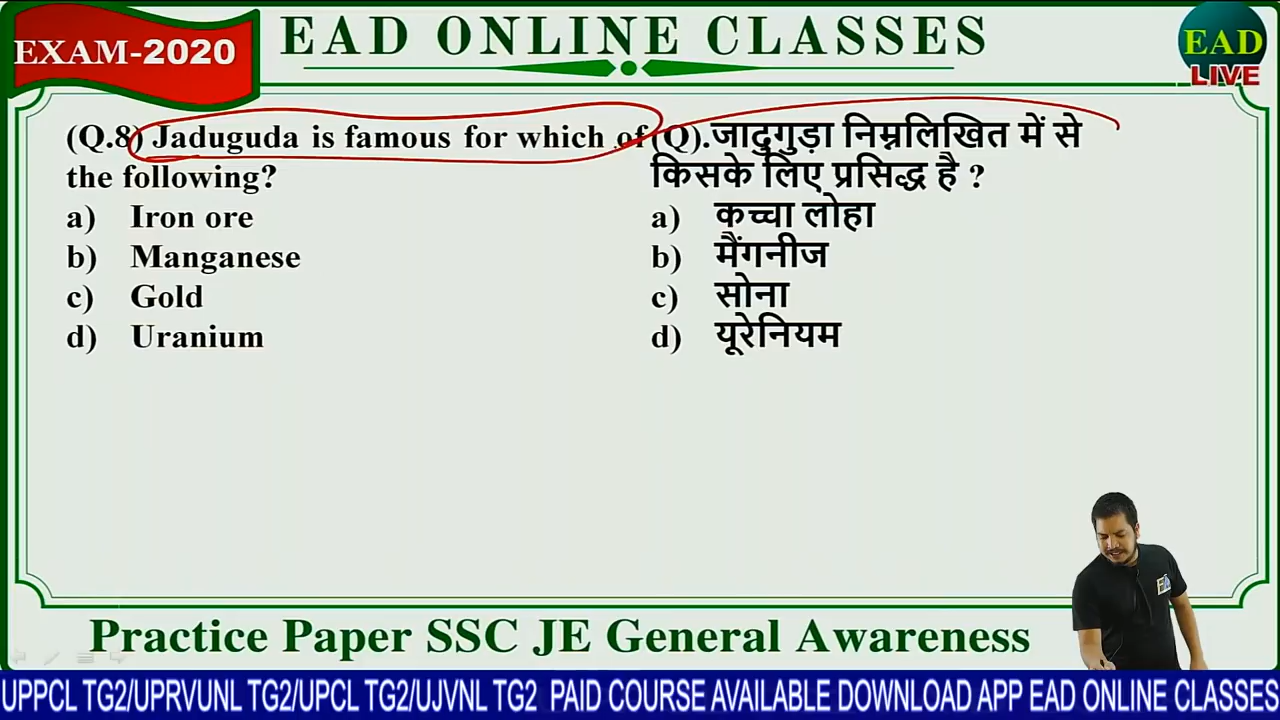 EXAM-2020
EAD ONLINE CLASSES
EAD
LIVE
(Q.8) Jaduguda is famous for which of
the following?
a) Iron ore
b) Manganese
c) Gold
d) Uranium
(Q).जादुगुड़ा निम्नलिखित में से
किसके लिए प्रसिद्ध है ?
a) कच्चा लोहा
b) मैंगनीज
c) सोना
d) यूरेनियम
Practice Paper SSC JE General Awareness
UPPCL TG2/UPRVUNL TG2/UPCL TG2/UJVNL TG2 PAID COURSE AVAILABLE DOWNLOAD APP EAD ONLINE CLASSES